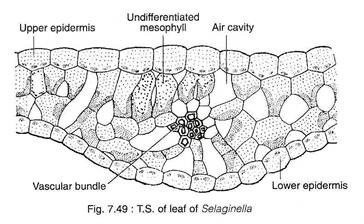 Undifferentiated
Upper epidermis mesophyll Air cavity
Vascular bundle Lower epidermis
Fig. 7.49 : T.S. of leaf of Selaginella